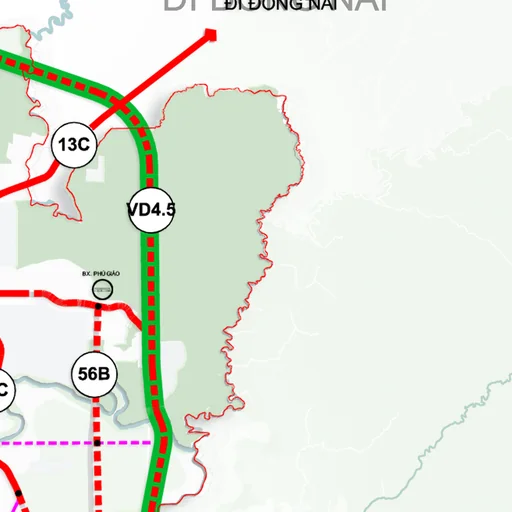 ĐI ĐỒNG NAI
13C
VD4.5
BX. PHÚ GIÁO
56B
C